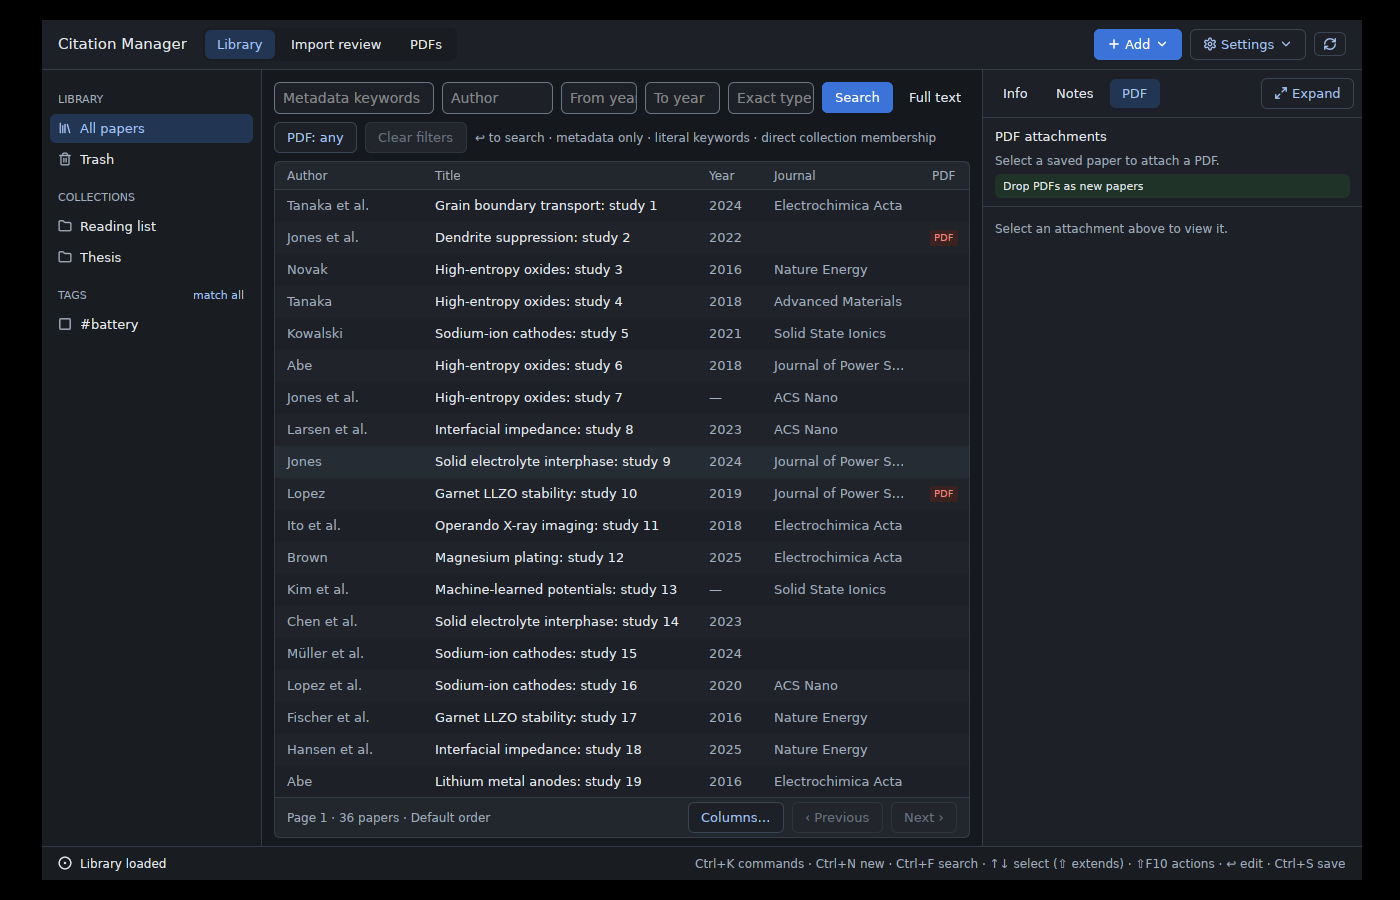 Citation Manager Library Import review PDFs + Add Settings
LIBRARY
All papers
Trash
COLLECTIONS
Reading list
Thesis
TAGS match all
#battery
Metadata keywords Author From yea To year Exact type Search Full text
PDF: any Clear filters ↩ to search · metadata only · literal keywords · direct collection membership
Author Title Year Journal PDF
Tanaka et al. Grain boundary transport: study 1 2024 Electrochimica Acta
Jones et al. Dendrite suppression: study 2 2022 PDF
Novak High-entropy oxides: study 3 2016 Nature Energy
Tanaka High-entropy oxides: study 4 2018 Advanced Materials
Kowalski Sodium-ion cathodes: study 5 2021 Solid State Ionics
Abe High-entropy oxides: study 6 2018 Journal of Power S…
Jones et al. High-entropy oxides: study 7 — ACS Nano
Larsen et al. Interfacial impedance: study 8 2023 ACS Nano
Jones Solid electrolyte interphase: study 9 2024 Journal of Power S…
Lopez Garnet LLZO stability: study 10 2019 Journal of Power S… PDF
Ito et al. Operando X-ray imaging: study 11 2018 Electrochimica Acta
Brown Magnesium plating: study 12 2025 Electrochimica Acta
Kim et al. Machine-learned potentials: study 13 — Solid State Ionics
Chen et al. Solid electrolyte interphase: study 14 2023
Müller et al. Sodium-ion cathodes: study 15 2024
Lopez et al. Sodium-ion cathodes: study 16 2020 ACS Nano
Fischer et al. Garnet LLZO stability: study 17 2016 Nature Energy
Hansen et al. Interfacial impedance: study 18 2025 Nature Energy
Abe Lithium metal anodes: study 19 2016 Electrochimica Acta
Page 1 · 36 papers · Default order Columns… ‹ Previous Next ›
Info Notes PDF Expand
PDF attachments
Select a saved paper to attach a PDF.
Drop PDFs as new papers
Select an attachment above to view it.
Library loaded Ctrl+K commands · Ctrl+N new · Ctrl+F search · ↑↓ select (⇧ extends) · ⇧F10 actions · ↩ edit · Ctrl+S save